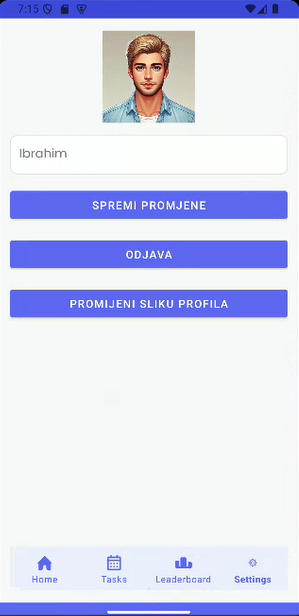 7:15
Ibrahim
SPREMI PROMJENE
ODJAVA
PROMIJENI SLIKU PROFILA
Home Tasks Leaderboard Settings